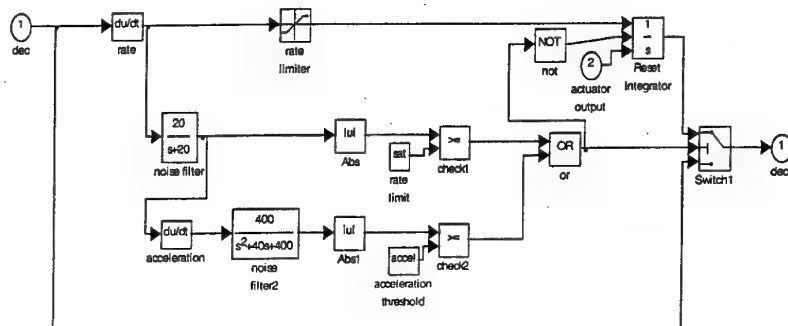 1
dec
du/dt
rate
rate
limiter
NOT
not
2
actuator
output
1
s
Reset
Integrator
20
s+20
noise filter
|u|
Abs
sat
rate
limit
>=
check1
OR
or
Switch1
1
dec
du/dt
acceleration
400
s²+40s+400
noise
filter2
|u|
Abs1
accel
acceleration
threshold
>=
check2